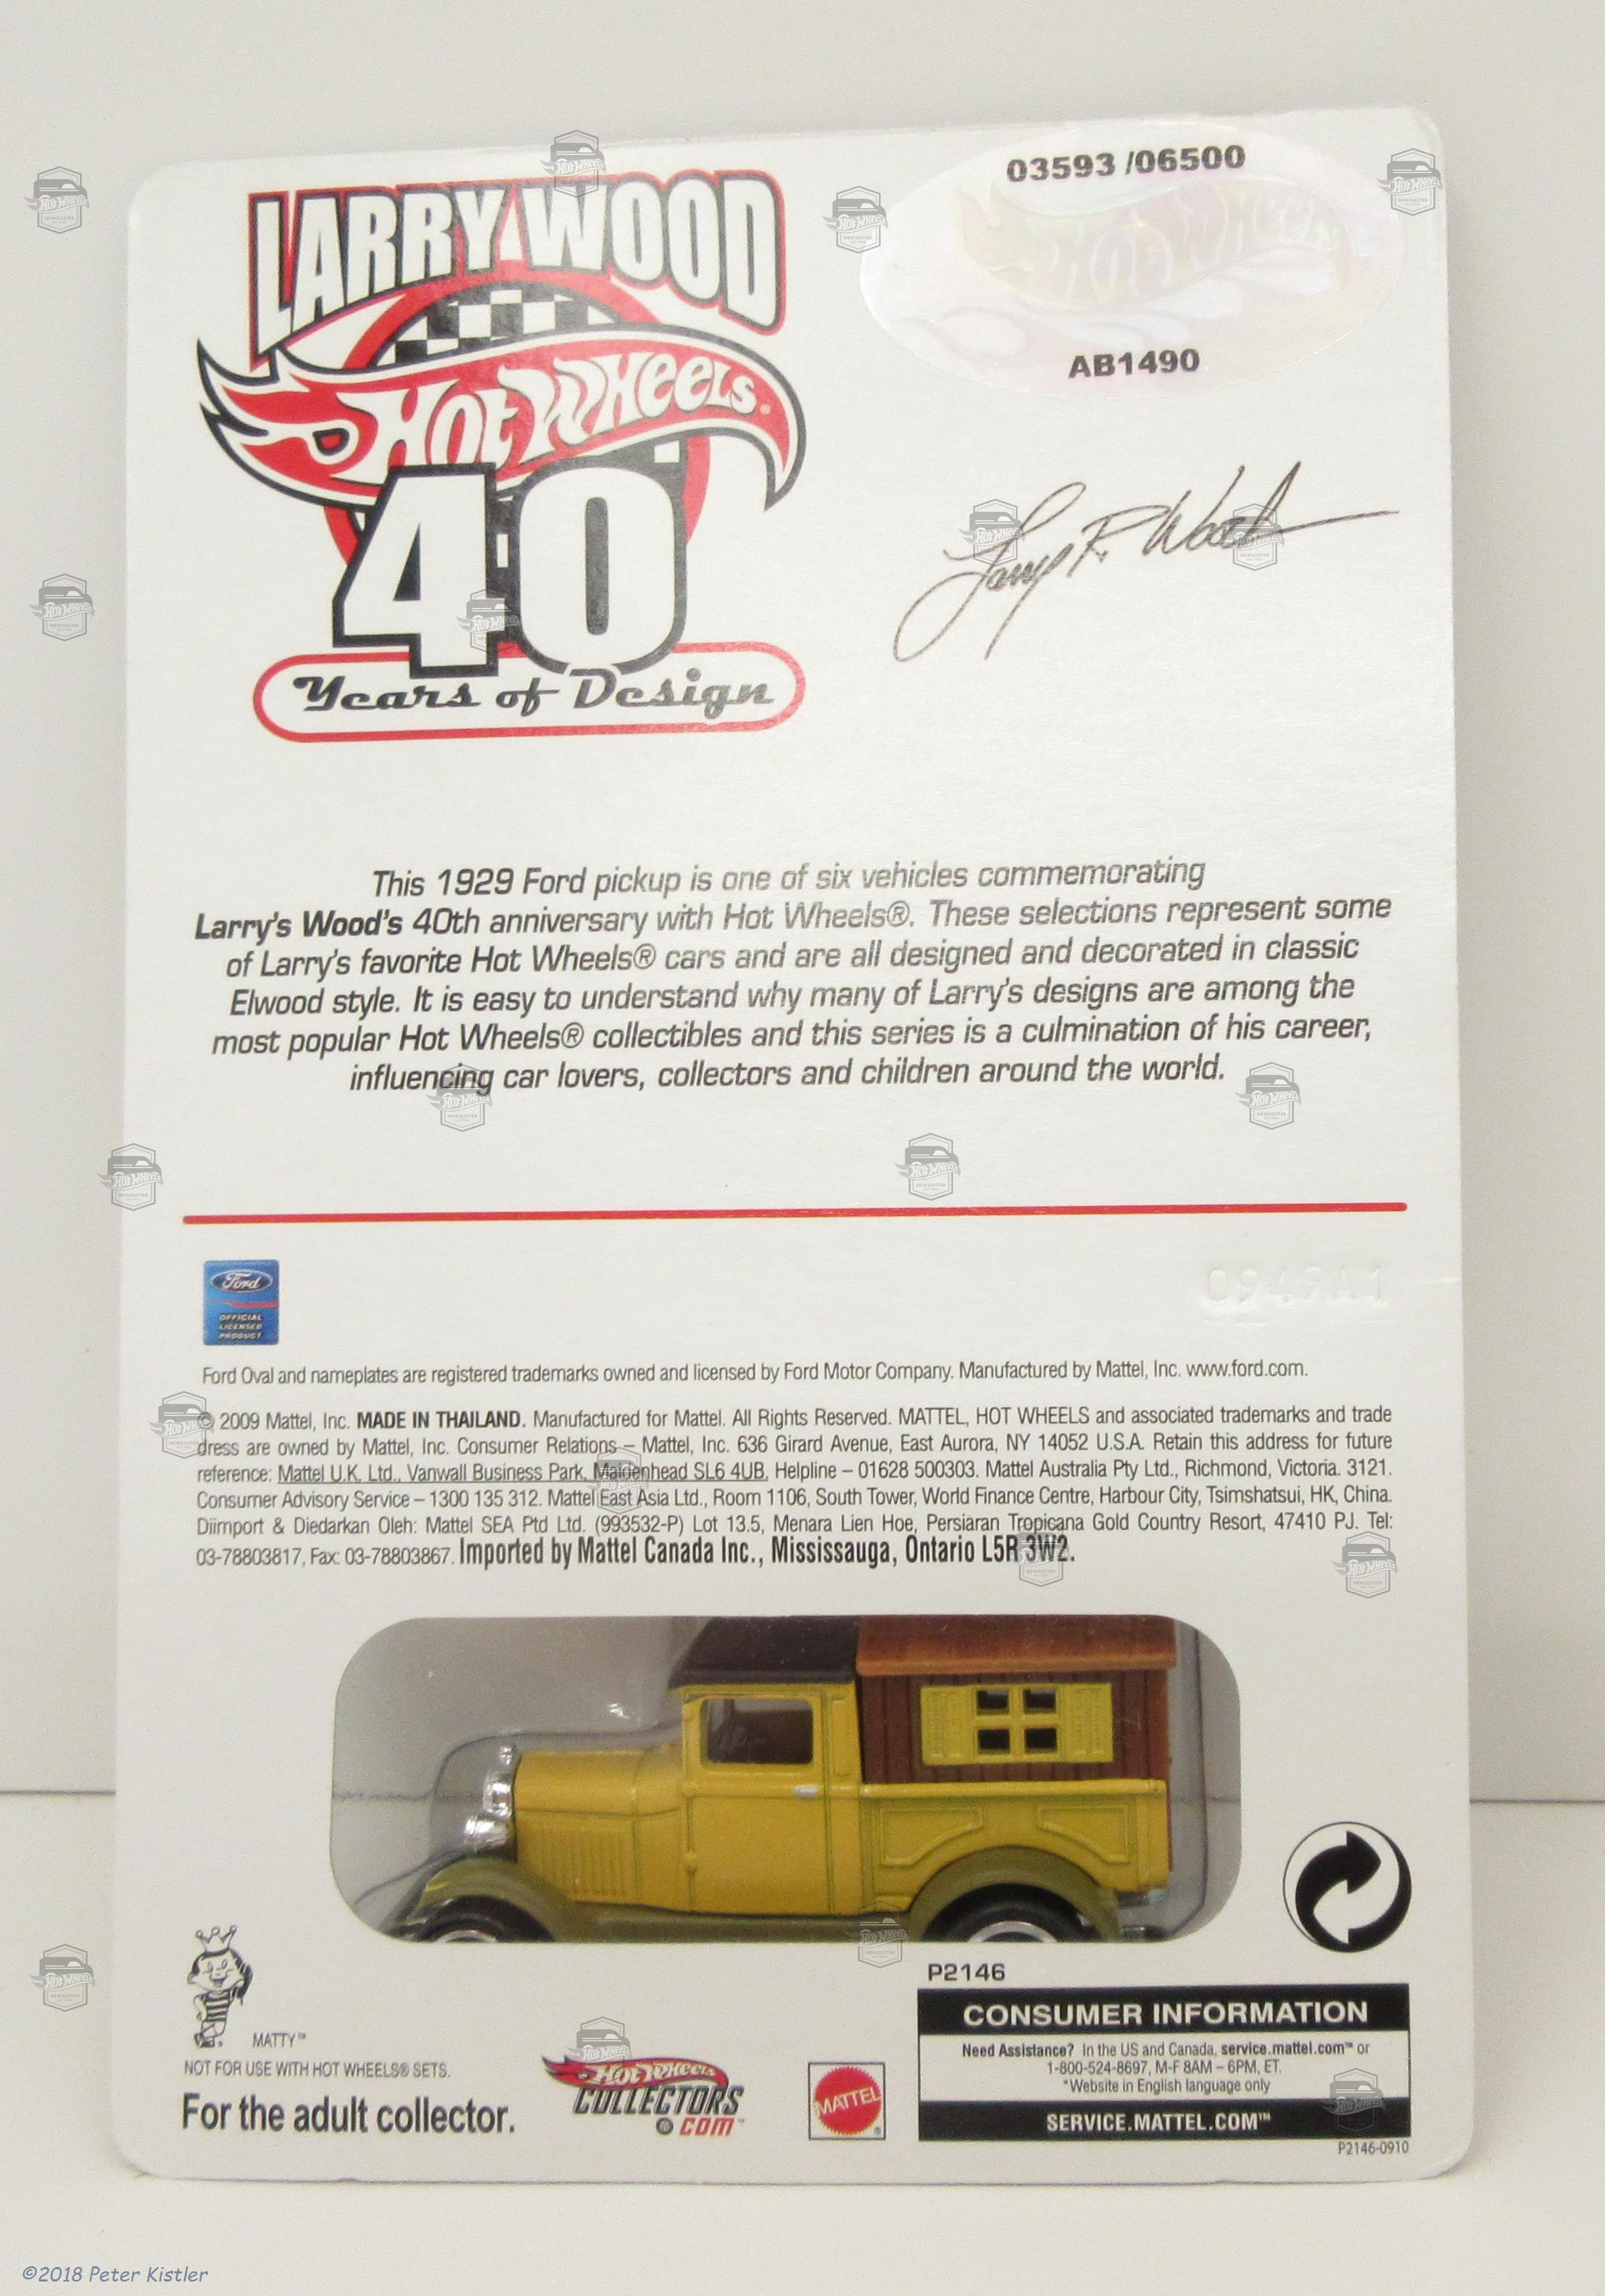 03593 /06500
LARRY WOOD
Hot Wheels®
AB1490
40
Years of Design
Larry R. Wood
This 1929 Ford pickup is one of six vehicles commemorating
Larry's Wood's 40th anniversary with Hot Wheels®. These selections represent some
of Larry's favorite Hot Wheels® cars and are all designed and decorated in classic
Elwood style. It is easy to understand why many of Larry's designs are among the
most popular Hot Wheels® collectibles and this series is a culmination of his career,
influencing car lovers, collectors and children around the world.
Ford
OFFICIAL
LICENSED
PRODUCT
Ford Oval and nameplates are registered trademarks owned and licensed by Ford Motor Company. Manufactured by Mattel, Inc. www.ford.com.
© 2009 Mattel, Inc. MADE IN THAILAND. Manufactured for Mattel. All Rights Reserved. MATTEL, HOT WHEELS and associated trademarks and trade
dress are owned by Mattel, Inc. Consumer Relations – Mattel, Inc. 636 Girard Avenue, East Aurora, NY 14052 U.S.A. Retain this address for future
reference: Mattel U.K. Ltd., Vanwall Business Park, Maidenhead SL6 4UB. Helpline – 01628 500303. Mattel Australia Pty Ltd., Richmond, Victoria. 3121.
Consumer Advisory Service – 1300 135 312. Mattel East Asia Ltd., Room 1106, South Tower, World Finance Centre, Harbour City, Tsimshatsui, HK, China.
Diimport & Diedarkan Oleh: Mattel SEA Ptd Ltd. (993532-P) Lot 13.5, Menara Lien Hoe, Persiaran Tropicana Gold Country Resort, 47410 PJ. Tel:
03-78803817, Fax: 03-78803867. Imported by Mattel Canada Inc., Mississauga, Ontario L5R 3W2.
P2146
CONSUMER INFORMATION
Need Assistance? In the US and Canada, service.mattel.com™ or
1-800-524-8697, M-F 8AM – 6PM, ET.
*Website in English language only
SERVICE.MATTEL.COM™
P2146-0910
MATTY™
NOT FOR USE WITH HOT WHEELS® SETS.
For the adult collector.
Hot Wheels
COLLECTORS
.COM™
MATTEL®
©2018 Peter Kistler